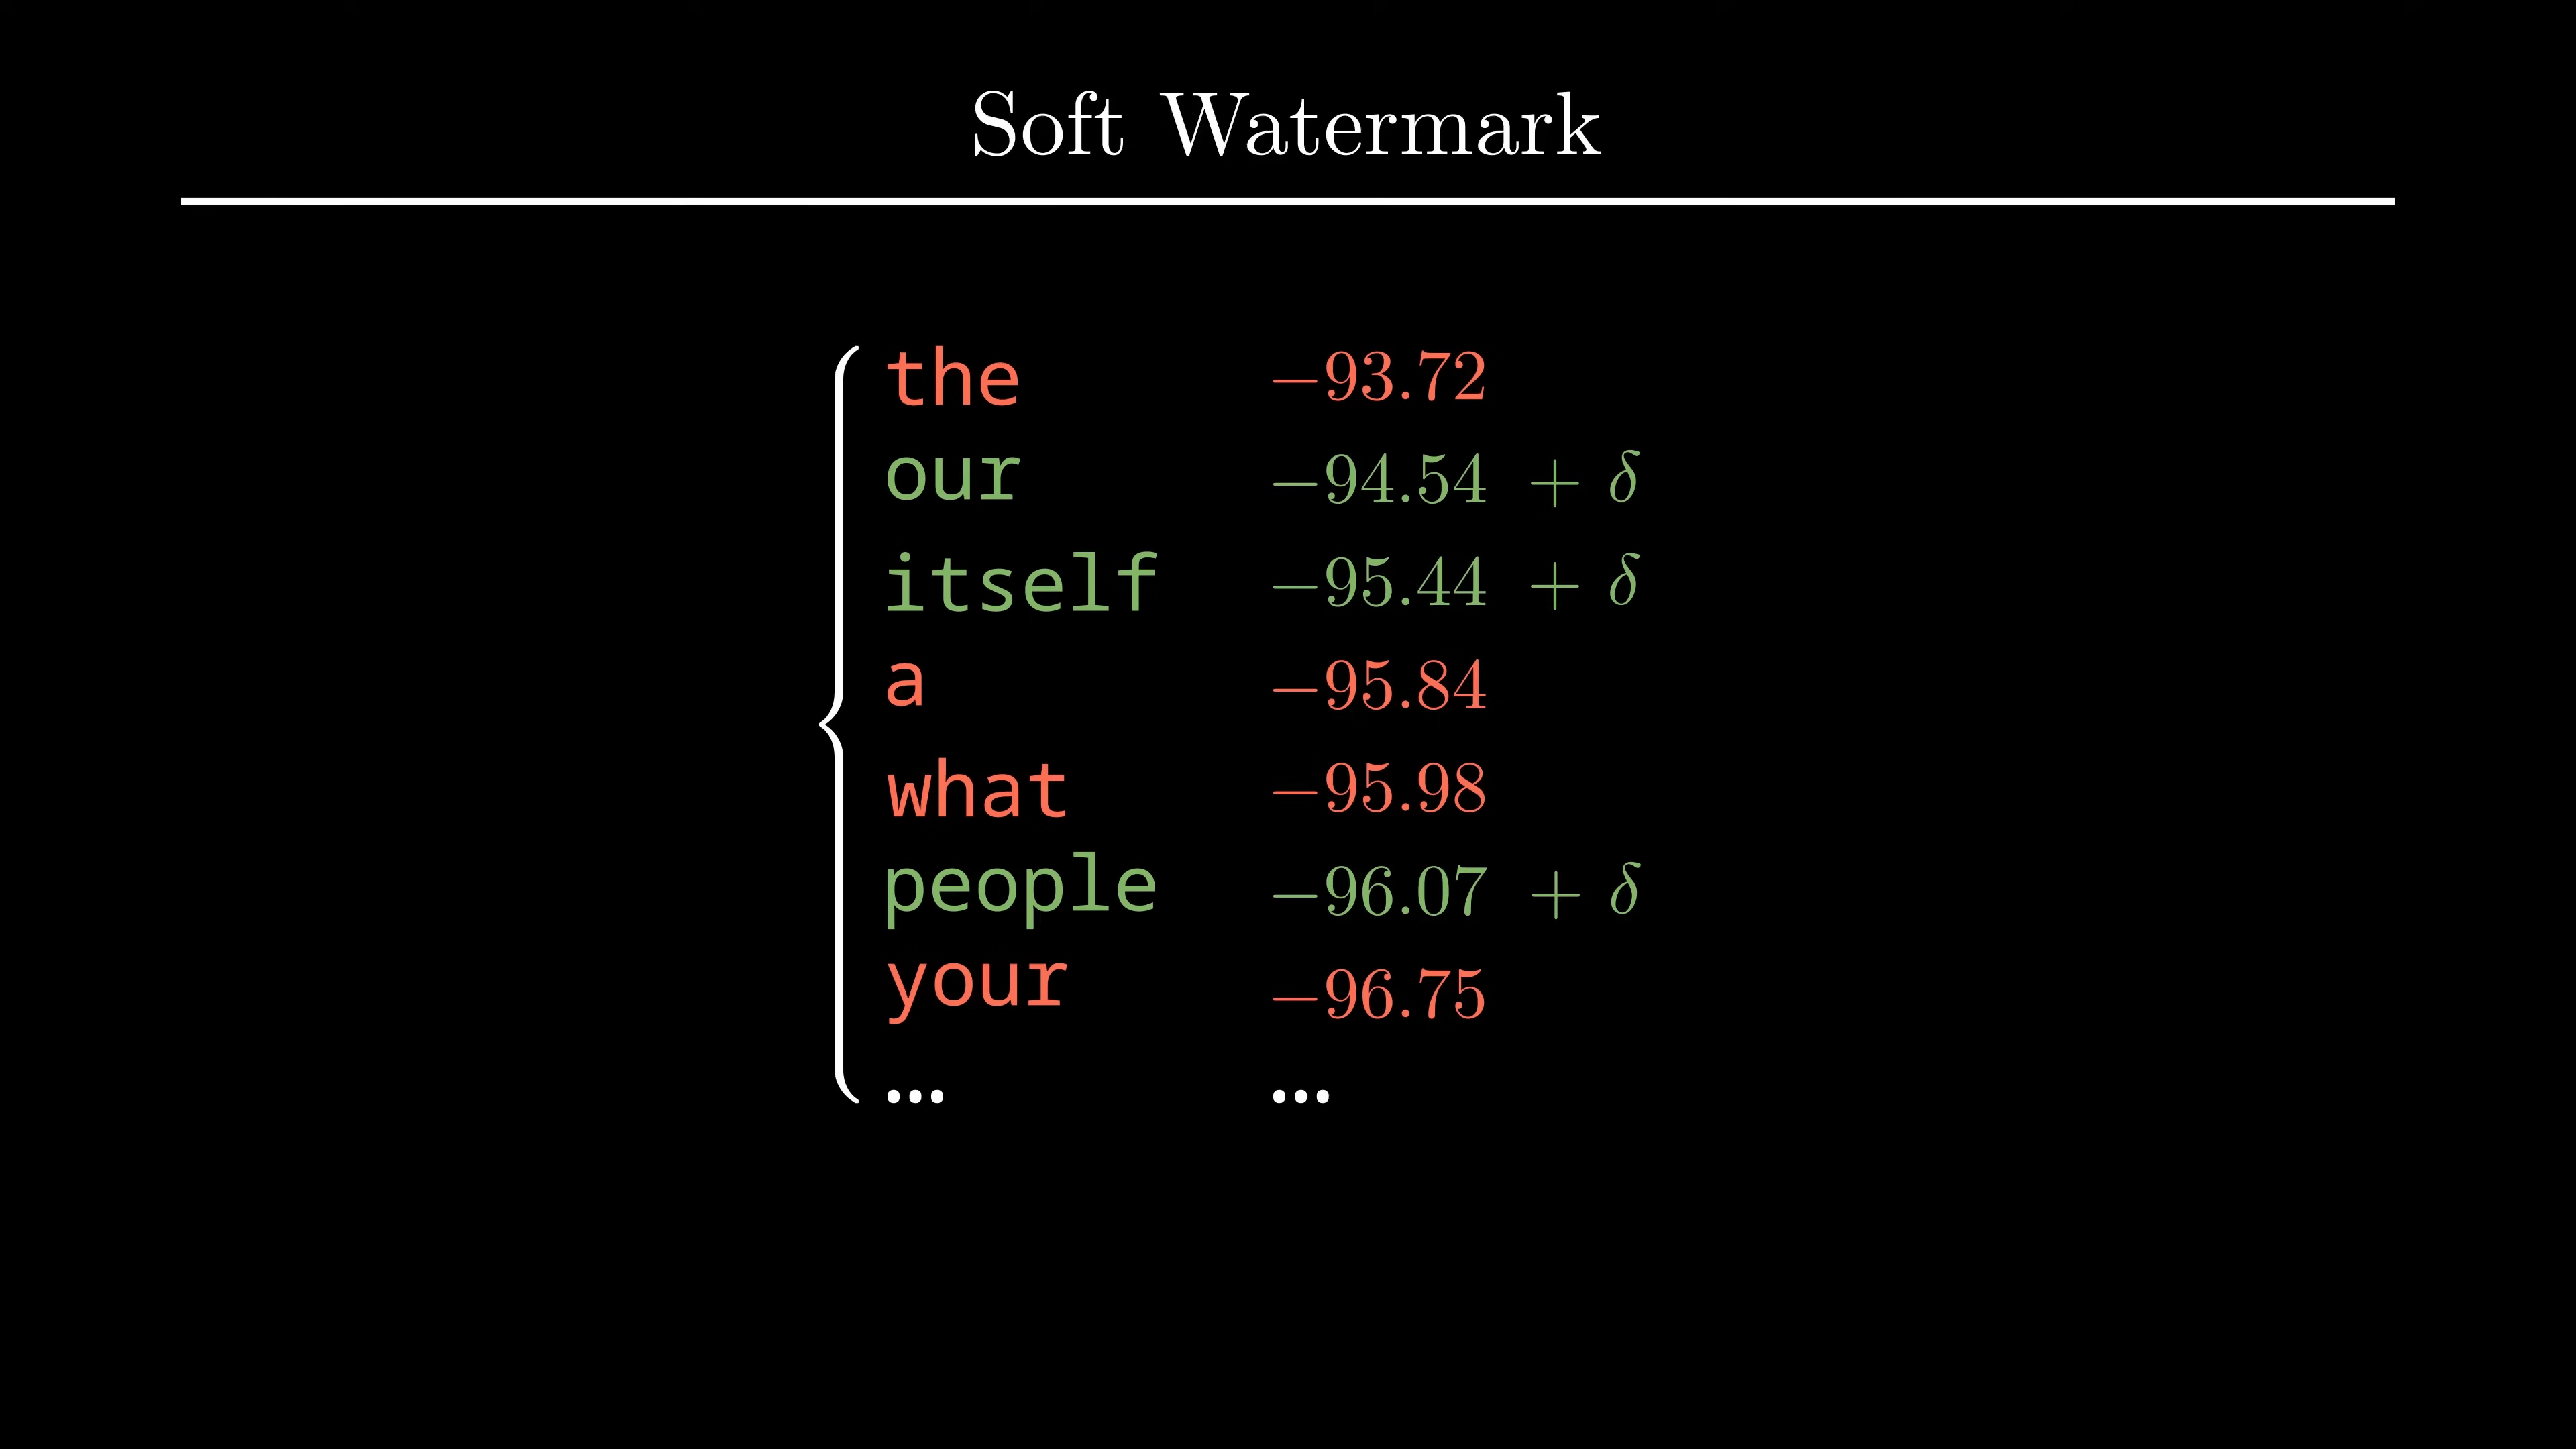 Soft Watermark
the −93.72
our −94.54 + δ
itself −95.44 + δ
a −95.84
what −95.98
people −96.07 + δ
your −96.75
... ...